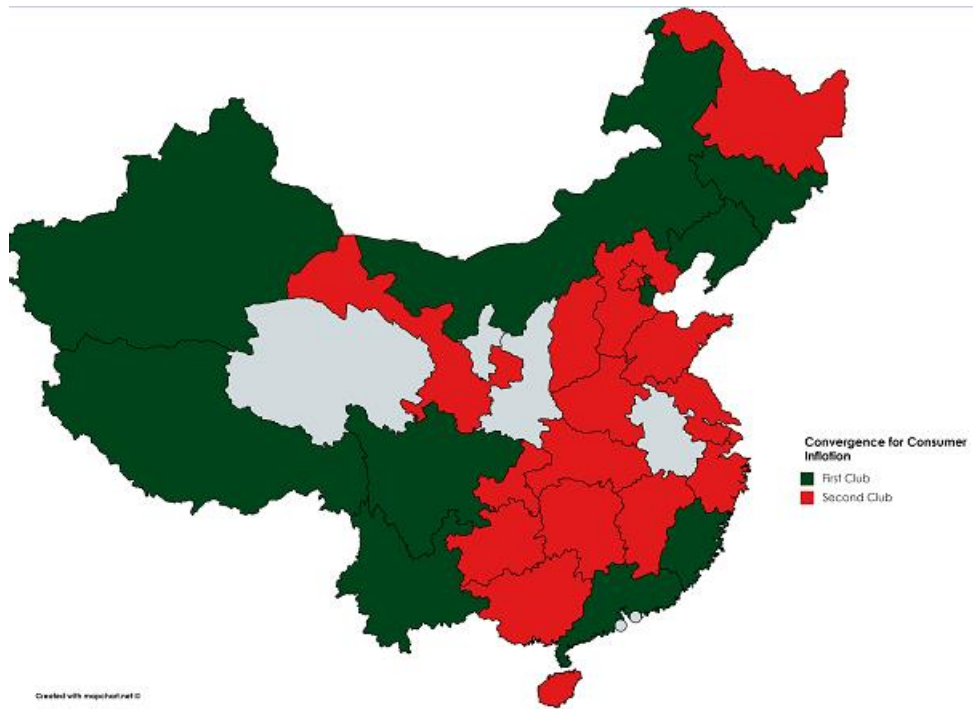 Convergence for Consumer
Inflation
First Club
Second Club
Created with mapchart.net ©